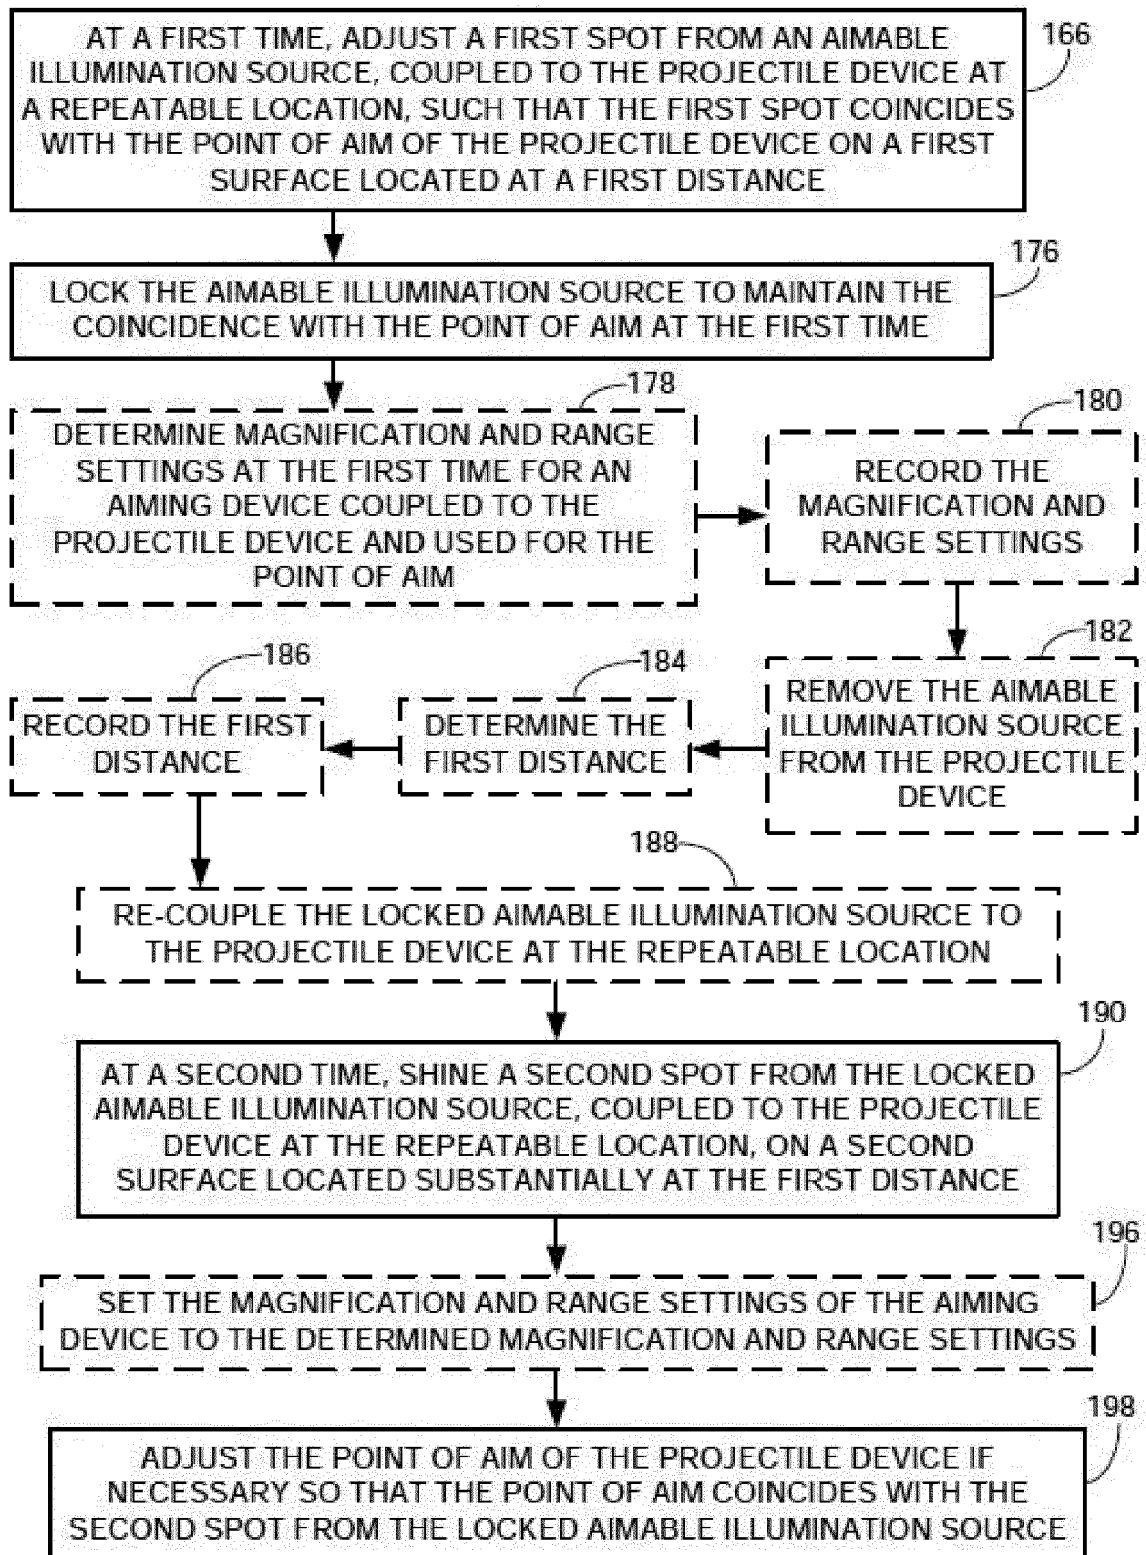 AT A FIRST TIME, ADJUST A FIRST SPOT FROM AN AIMABLE
ILLUMINATION SOURCE, COUPLED TO THE PROJECTILE DEVICE AT
A REPEATABLE LOCATION, SUCH THAT THE FIRST SPOT COINCIDES
WITH THE POINT OF AIM OF THE PROJECTILE DEVICE ON A FIRST
SURFACE LOCATED AT A FIRST DISTANCE
166
176
LOCK THE AIMABLE ILLUMINATION SOURCE TO MAINTAIN THE
COINCIDENCE WITH THE POINT OF AIM AT THE FIRST TIME
178
DETERMINE MAGNIFICATION AND RANGE
SETTINGS AT THE FIRST TIME FOR AN
AIMING DEVICE COUPLED TO THE
PROJECTILE DEVICE AND USED FOR THE
POINT OF AIM
180
RECORD THE
MAGNIFICATION AND
RANGE SETTINGS
182
REMOVE THE AIMABLE
ILLUMINATION SOURCE
FROM THE PROJECTILE
DEVICE
184
DETERMINE THE
FIRST DISTANCE
186
RECORD THE FIRST
DISTANCE
188
RE-COUPLE THE LOCKED AIMABLE ILLUMINATION SOURCE TO
THE PROJECTILE DEVICE AT THE REPEATABLE LOCATION
190
AT A SECOND TIME, SHINE A SECOND SPOT FROM THE LOCKED
AIMABLE ILLUMINATION SOURCE, COUPLED TO THE PROJECTILE
DEVICE AT THE REPEATABLE LOCATION, ON A SECOND
SURFACE LOCATED SUBSTANTIALLY AT THE FIRST DISTANCE
196
SET THE MAGNIFICATION AND RANGE SETTINGS OF THE AIMING
DEVICE TO THE DETERMINED MAGNIFICATION AND RANGE SETTINGS
198
ADJUST THE POINT OF AIM OF THE PROJECTILE DEVICE IF
NECESSARY SO THAT THE POINT OF AIM COINCIDES WITH THE
SECOND SPOT FROM THE LOCKED AIMABLE ILLUMINATION SOURCE